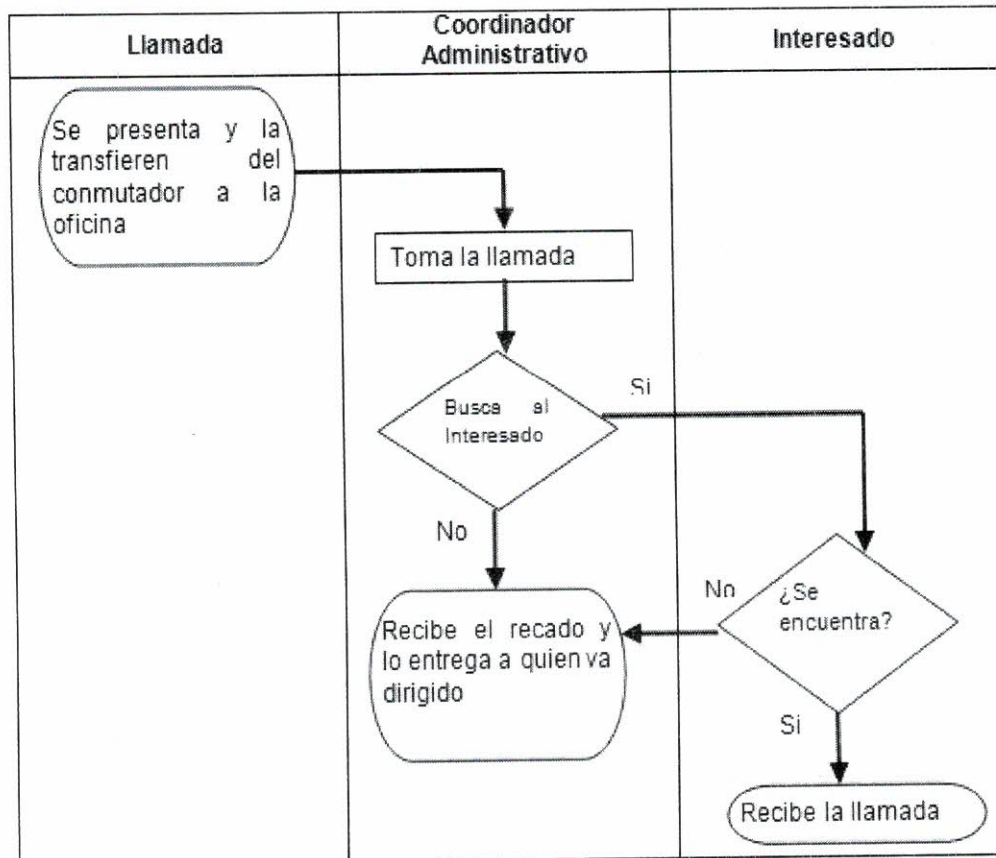 Llamada
Coordinador
Administrativo
Interesado
Se presenta y la
transfieren del
conmutador a la
oficina
Toma la llamada
Busca al
Interesado
Si
No
¿Se
encuentra?
No
Recibe el recado y
lo entrega a quien va
dirigido
Si
Recibe la llamada